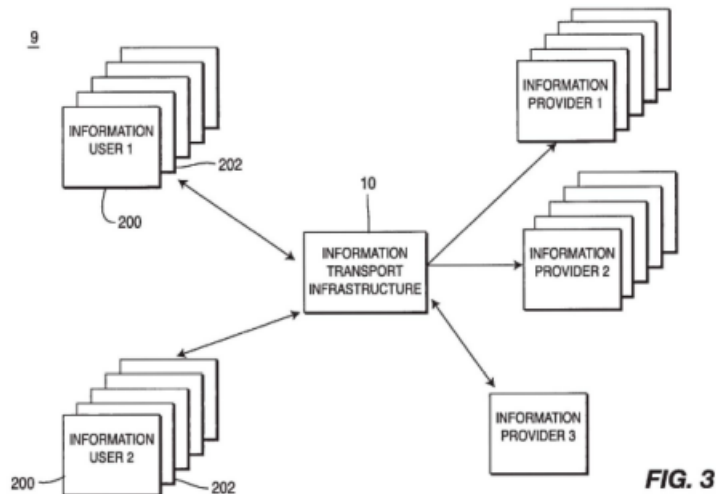 9
INFORMATION
USER 1
202
200
INFORMATION
PROVIDER 1
10
INFORMATION
TRANSPORT
INFRASTRUCTURE
INFORMATION
PROVIDER 2
INFORMATION
USER 2
200
202
INFORMATION
PROVIDER 3
FIG. 3